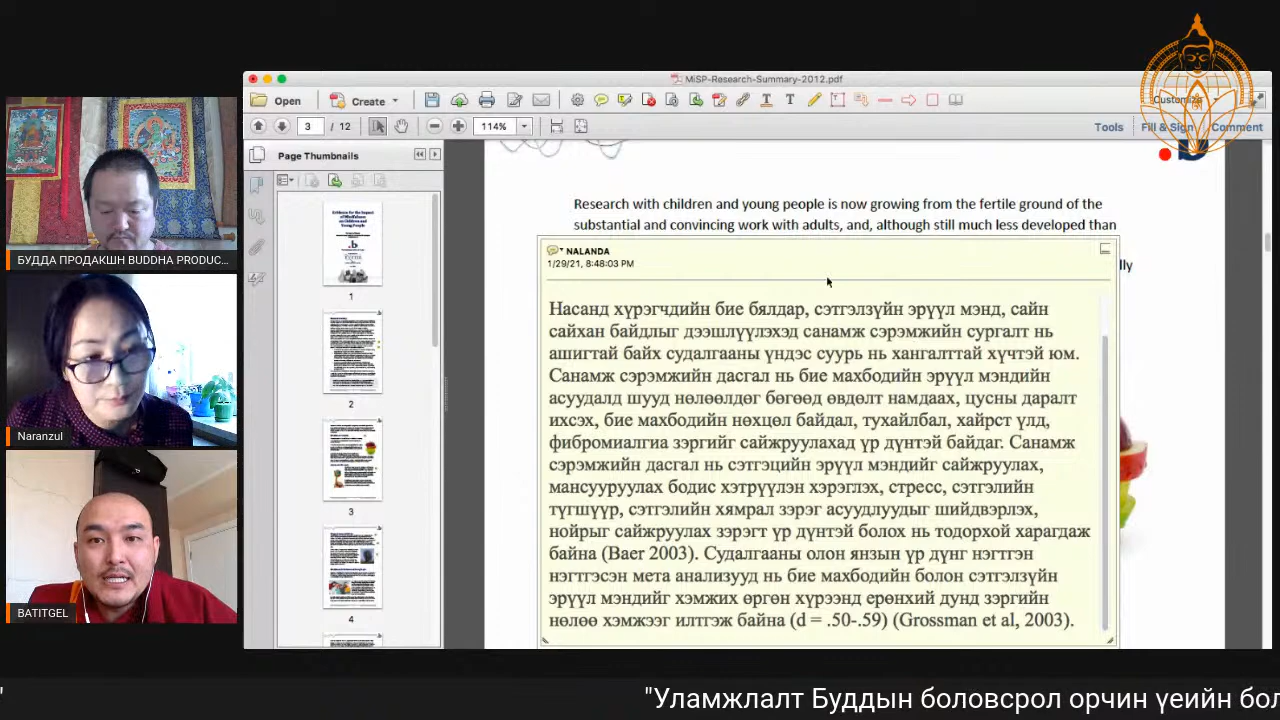 MiSP-Research-Summary-2012.pdf
Open
Create
Customize
3 / 12
114%
Tools
Fill & Sign
Comment
Page Thumbnails
1
2
3
4
Research with children and young people is now growing from the fertile ground of the
substantial and convincing work with adults, and, although still much less developed than
lly
NALANDA
1/29/21, 8:48:03 PM
Насанд хүрэгчдийн бие бялдар, сэтгэлзүйн эрүүл мэнд, сайн
сайхан байдлыг дээшлүүлэхэд санамж сэрэмжийн сургалт нь
ашигтай байх судалгааны үндэс суурь нь хангалттай хүчтэй юм.
Санамж сэрэмжийн дасгал нь бие махбодийн эрүүл мэндийн
асуудалд шууд нөлөөлдөг бөгөөд өвдөлт намдаах, цусны даралт
ихсэх, бие махбодийн нөхцөл байдал, тухайлбал, хайрст үлд,
фибромиалгиа зэрийг сайжруулахад үр дүнтэй байдаг. Санамж
сэрэмжийн дасгал нь сэтгэцийн эрүүл мэндийг сайжруулах,
мансууруулах бодис хэтрүүлэн хэрэглэх, стресс, сэтгэлийн
түгшүүр, сэтгэлийн хямрал зэрэг асуудлуудыг шийдвэрлэх,
нойрыг сайжруулах зэрэгт үр дүнтэй болох нь тодорхой харагдаж
байна (Baer 2003). Судалгааны олон янзын үр дүнг нэгтгэн
нэгтгэсэн мета анализууд нь бие махбодийн болон сэтгэлзүйн
эрүүл мэндийг хамарсан өргөн хүрээнд ерөнхий дунд зэргийн
нөлөө хэмжээг илтгэж байна (d = .50-.59) (Grossman et al, 2003).
БУДДА ПРОДАКШН BUDDHA PRODUC...
Naranzul
BATITGEL
"Уламжлалт Буддын боловсрол орчин үеийн бол